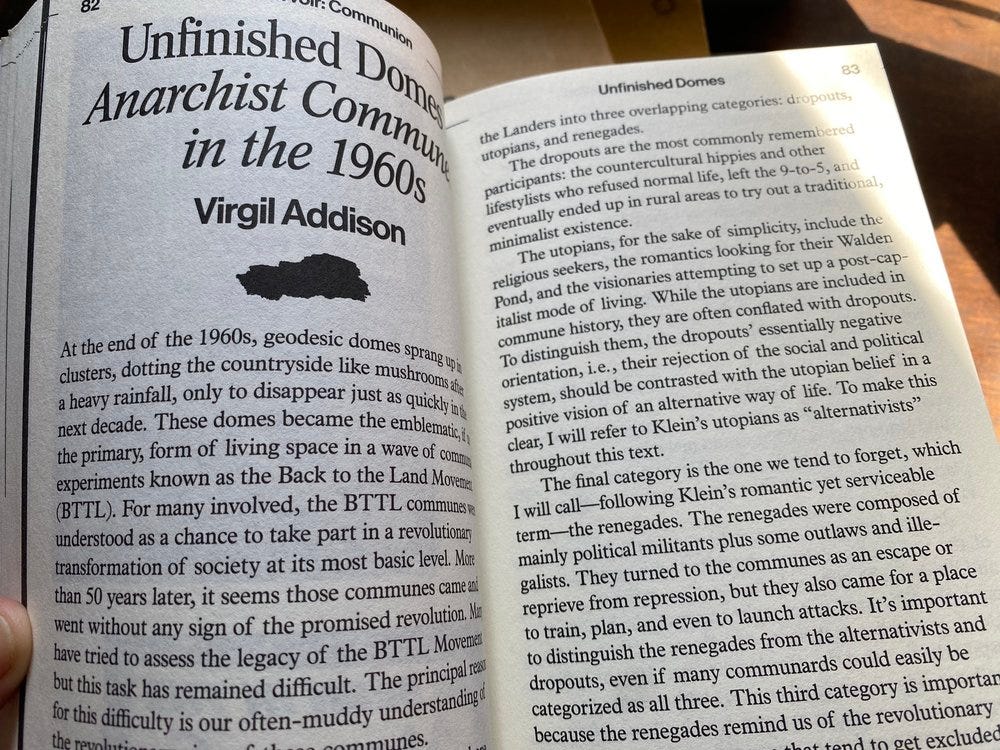 82
oir: Communion
Unfinished Domes
Anarchist Commun
in the 1960s
Virgil Addison
At the end of the 1960s, geodesic domes sprang up in
clusters, dotting the countryside like mushrooms after
a heavy rainfall, only to disappear just as quickly in the
next decade. These domes became the emblematic, if
the primary, form of living space in a wave of
experiments known as the Back to the Land Movement
(BTTL). For many involved, the BTTL communes
understood as a chance to take part in a revolutionary
transformation of society at its most basic level. More
than 50 years later, it seems those communes came and
went without any sign of the promised revolution.
have tried to assess the legacy of the BTTL Movement
but this task has remained difficult. The principal reason
for this difficulty is our often-muddy understanding of
the of these communes.
83
Unfinished Domes
the Landers into three overlapping categories: dropouts,
utopians, and renegades.
The dropouts are the most commonly remembered
participants: the countercultural hippies and other
lifestylists who refused normal life, left the 9-to-5, and
eventually ended up in rural areas to try out a traditional,
minimalist existence.
The utopians, for the sake of simplicity, include the
religious seekers, the romantics looking for their Walden
Pond, and the visionaries attempting to set up a post-cap-
italist mode of living. While the utopians are included in
commune history, they are often conflated with dropouts.
To distinguish them, the dropouts' essentially negative
orientation, i.e., their rejection of the social and political
system, should be contrasted with the utopian belief in a
positive vision of an alternative way of life. To make this
clear, I will refer to Klein's utopians as "alternativists"
throughout this text.
The final category is the one we tend to forget, which
I will call—following Klein's romantic yet serviceable
term—the renegades. The renegades were composed of
mainly political militants plus some outlaws and ille-
galists. They turned to the communes as an escape or
reprieve from repression, but they also came for a place
to train, plan, and even to launch attacks. It's important
to distinguish the renegades from the alternativists and
dropouts, even if many communards could easily be
categorized as all three. This third category is importan
because the renegades remind us of the revolutionary
that tend to get excluded